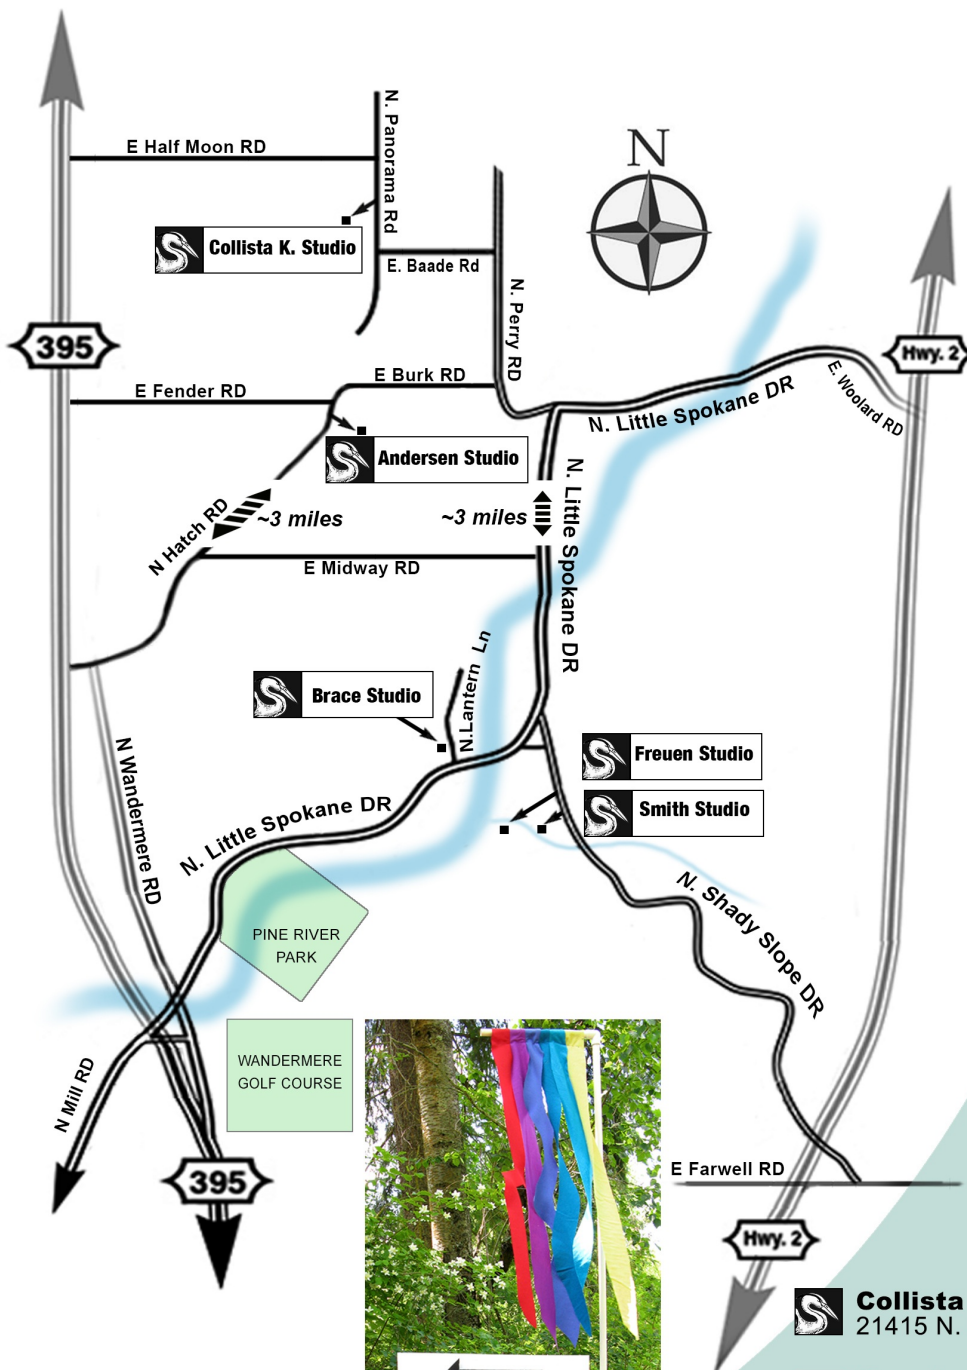 N
E Half Moon RD
N. Panorama Rd
Collista K. Studio
E. Baade Rd
N. Perry RD
395
Hwy. 2
E Fender RD
E Burk RD
N. Little Spokane DR
E. Woolard RD
Andersen Studio
N Hatch RD
~3 miles
~3 miles
N. Little Spokane DR
E Midway RD
N.Lantern Ln
Brace Studio
N Wandermere RD
Freuen Studio
Smith Studio
N. Little Spokane DR
N. Shady Slope DR
PINE RIVER
PARK
WANDERMERE
GOLF COURSE
N Mill RD
395
E Farwell RD
Hwy. 2
Collista
21415 N.